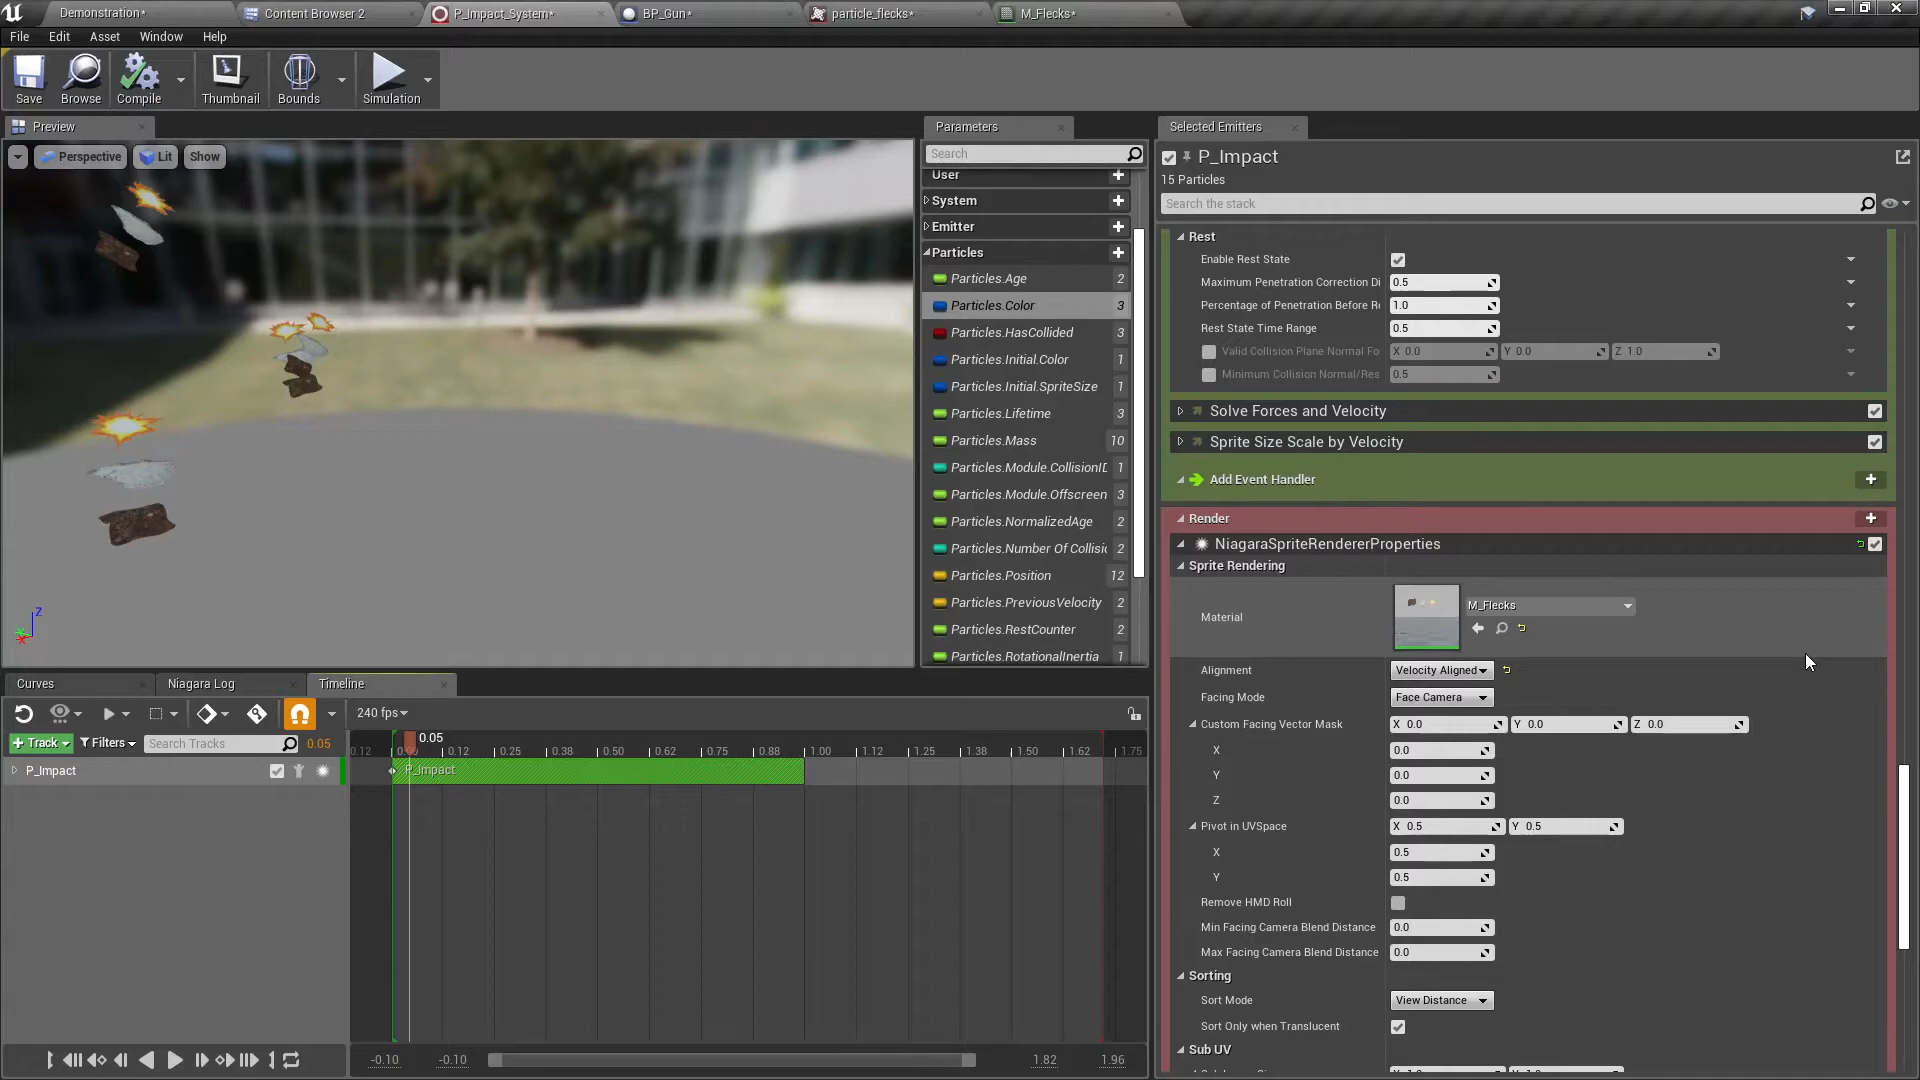 Demonstration*
Content Browser 2
P_Impact_System*
BP_Gun*
particle_flecks*
M_Flecks*
File Edit Asset Window Help
Save Browse Compile Thumbnail Bounds Simulation
Preview
Perspective Lit Show
Z
Parameters
Search
User
System
Emitter
Particles
Particles.Age 2
Particles.Color 3
Particles.HasCollided 3
Particles.Initial.Color 1
Particles.Initial.SpriteSize 1
Particles.Lifetime 3
Particles.Mass 10
Particles.Module.CollisionID 1
Particles.Module.Offscreen 3
Particles.NormalizedAge 2
Particles.Number Of Collisio 2
Particles.Position 12
Particles.PreviousVelocity 2
Particles.RestCounter 2
Particles.RotationalInertia 1
Selected Emitters
P_Impact
15 Particles
Search the stack
Rest
Enable Rest State
Maximum Penetration Correction Di 0.5
Percentage of Penetration Before Re 1.0
Rest State Time Range 0.5
Valid Collision Plane Normal Fo X 0.0 Y 0.0 Z 1.0
Minimum Collision Normal/Res 0.5
Solve Forces and Velocity
Sprite Size Scale by Velocity
Add Event Handler
Render
NiagaraSpriteRendererProperties
Sprite Rendering
Material M_Flecks
Alignment Velocity Aligned
Facing Mode Face Camera
Custom Facing Vector Mask X 0.0 Y 0.0 Z 0.0
X 0.0
Y 0.0
Z 0.0
Pivot in UVSpace X 0.5 Y 0.5
X 0.5
Y 0.5
Remove HMD Roll
Min Facing Camera Blend Distance 0.0
Max Facing Camera Blend Distance 0.0
Sorting
Sort Mode View Distance
Sort Only when Translucent
Sub UV
Curves Niagara Log Timeline
240 fps
+ Track Filters Search Tracks 0.05
0.05
0.12 0.12 0.25 0.38 0.50 0.62 0.75 0.88 1.00 1.12 1.25 1.38 1.50 1.62 1.75
P_Impact
P_Impact
-0.10 -0.10 1.82 1.96